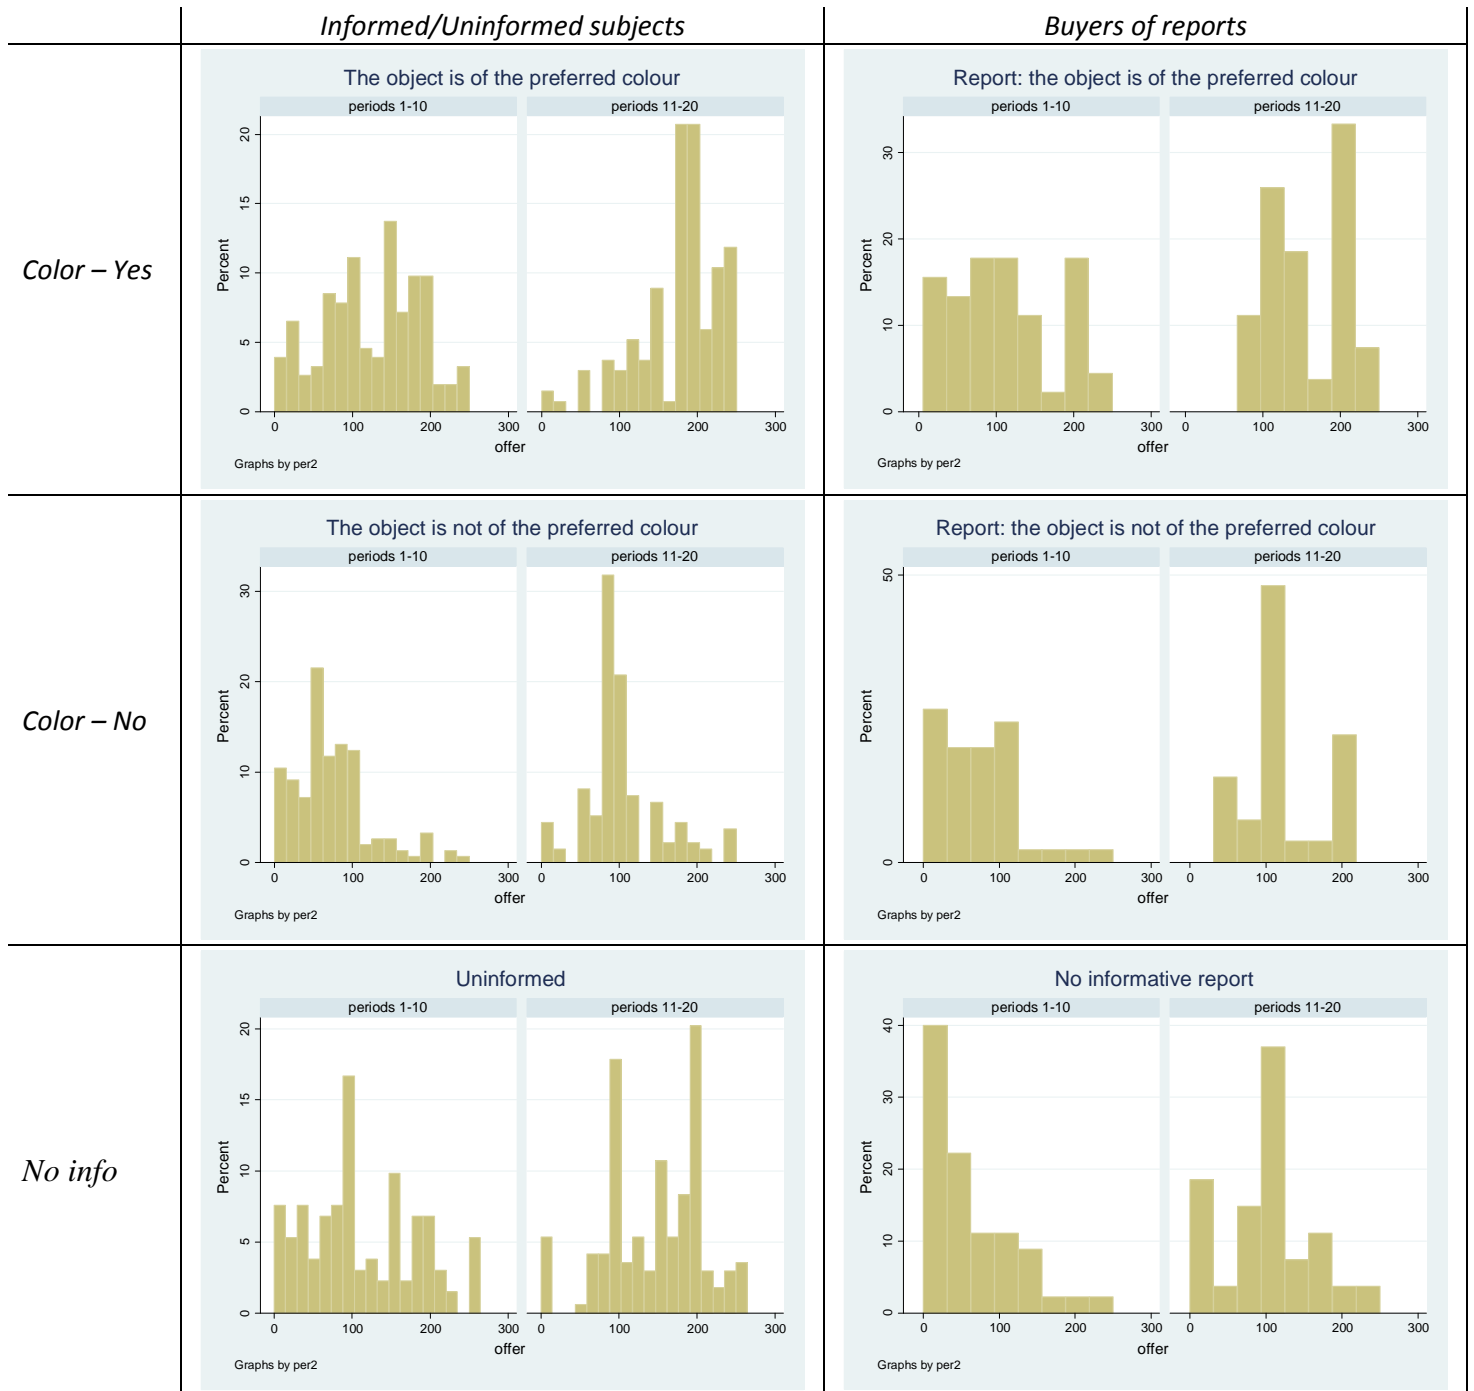 Informed/Uninformed subjects
Buyers of reports
Color – Yes
The object is of the preferred colour
periods 1-10
periods 11-20
Percent
0
5
10
15
20
0 100 200 300
0 100 200 300
offer
Graphs by per2
Report: the object is of the preferred colour
periods 1-10
periods 11-20
Percent
0
10
20
30
0 100 200 300
0 100 200 300
offer
Graphs by per2
Color – No
The object is not of the preferred colour
periods 1-10
periods 11-20
Percent
0
10
20
30
0 100 200 300
0 100 200 300
offer
Graphs by per2
Report: the object is not of the preferred colour
periods 1-10
periods 11-20
Percent
0
50
0 100 200 300
0 100 200 300
offer
Graphs by per2
No info
Uninformed
periods 1-10
periods 11-20
Percent
0
5
10
15
20
0 100 200 300
0 100 200 300
offer
Graphs by per2
No informative report
periods 1-10
periods 11-20
Percent
0
10
20
30
40
0 100 200 300
0 100 200 300
offer
Graphs by per2